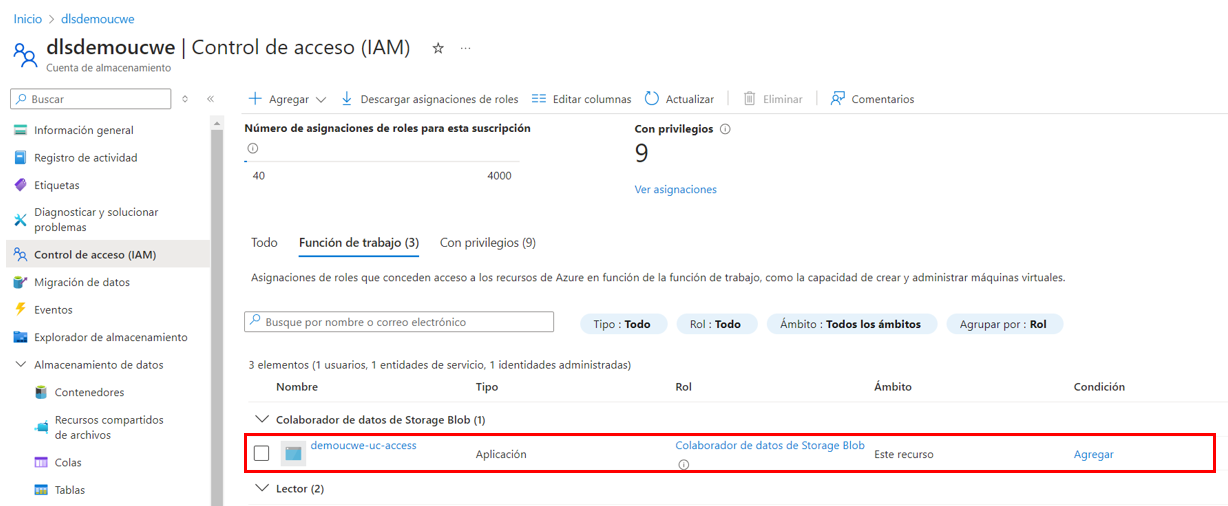 Inicio > dlsdemoucwe
dlsdemoucwe | Control de acceso (IAM) ☆ ...
Cuenta de almacenamiento
Buscar
Agregar
Descargar asignaciones de roles
Editar columnas
Actualizar
Eliminar
Comentarios
Información general
Registro de actividad
Etiquetas
Diagnosticar y solucionar
problemas
Control de acceso (IAM)
Migración de datos
Eventos
Explorador de almacenamiento
Almacenamiento de datos
Contenedores
Recursos compartidos
de archivos
Colas
Tablas
Número de asignaciones de roles para esta suscripción
40 4000
Con privilegios
9
Ver asignaciones
Todo Función de trabajo (3) Con privilegios (9)
Asignaciones de roles que conceden acceso a los recursos de Azure en función de la función de trabajo, como la capacidad de crear y administrar máquinas virtuales.
Busque por nombre o correo electrónico
Tipo : Todo
Rol : Todo
Ámbito : Todos los ámbitos
Agrupar por : Rol
3 elementos (1 usuarios, 1 entidades de servicio, 1 identidades administradas)
Nombre Tipo Rol Ámbito Condición
Colaborador de datos de Storage Blob (1)
demoucwe-uc-access Aplicación Colaborador de datos de Storage Blob Este recurso Agregar
Lector (2)